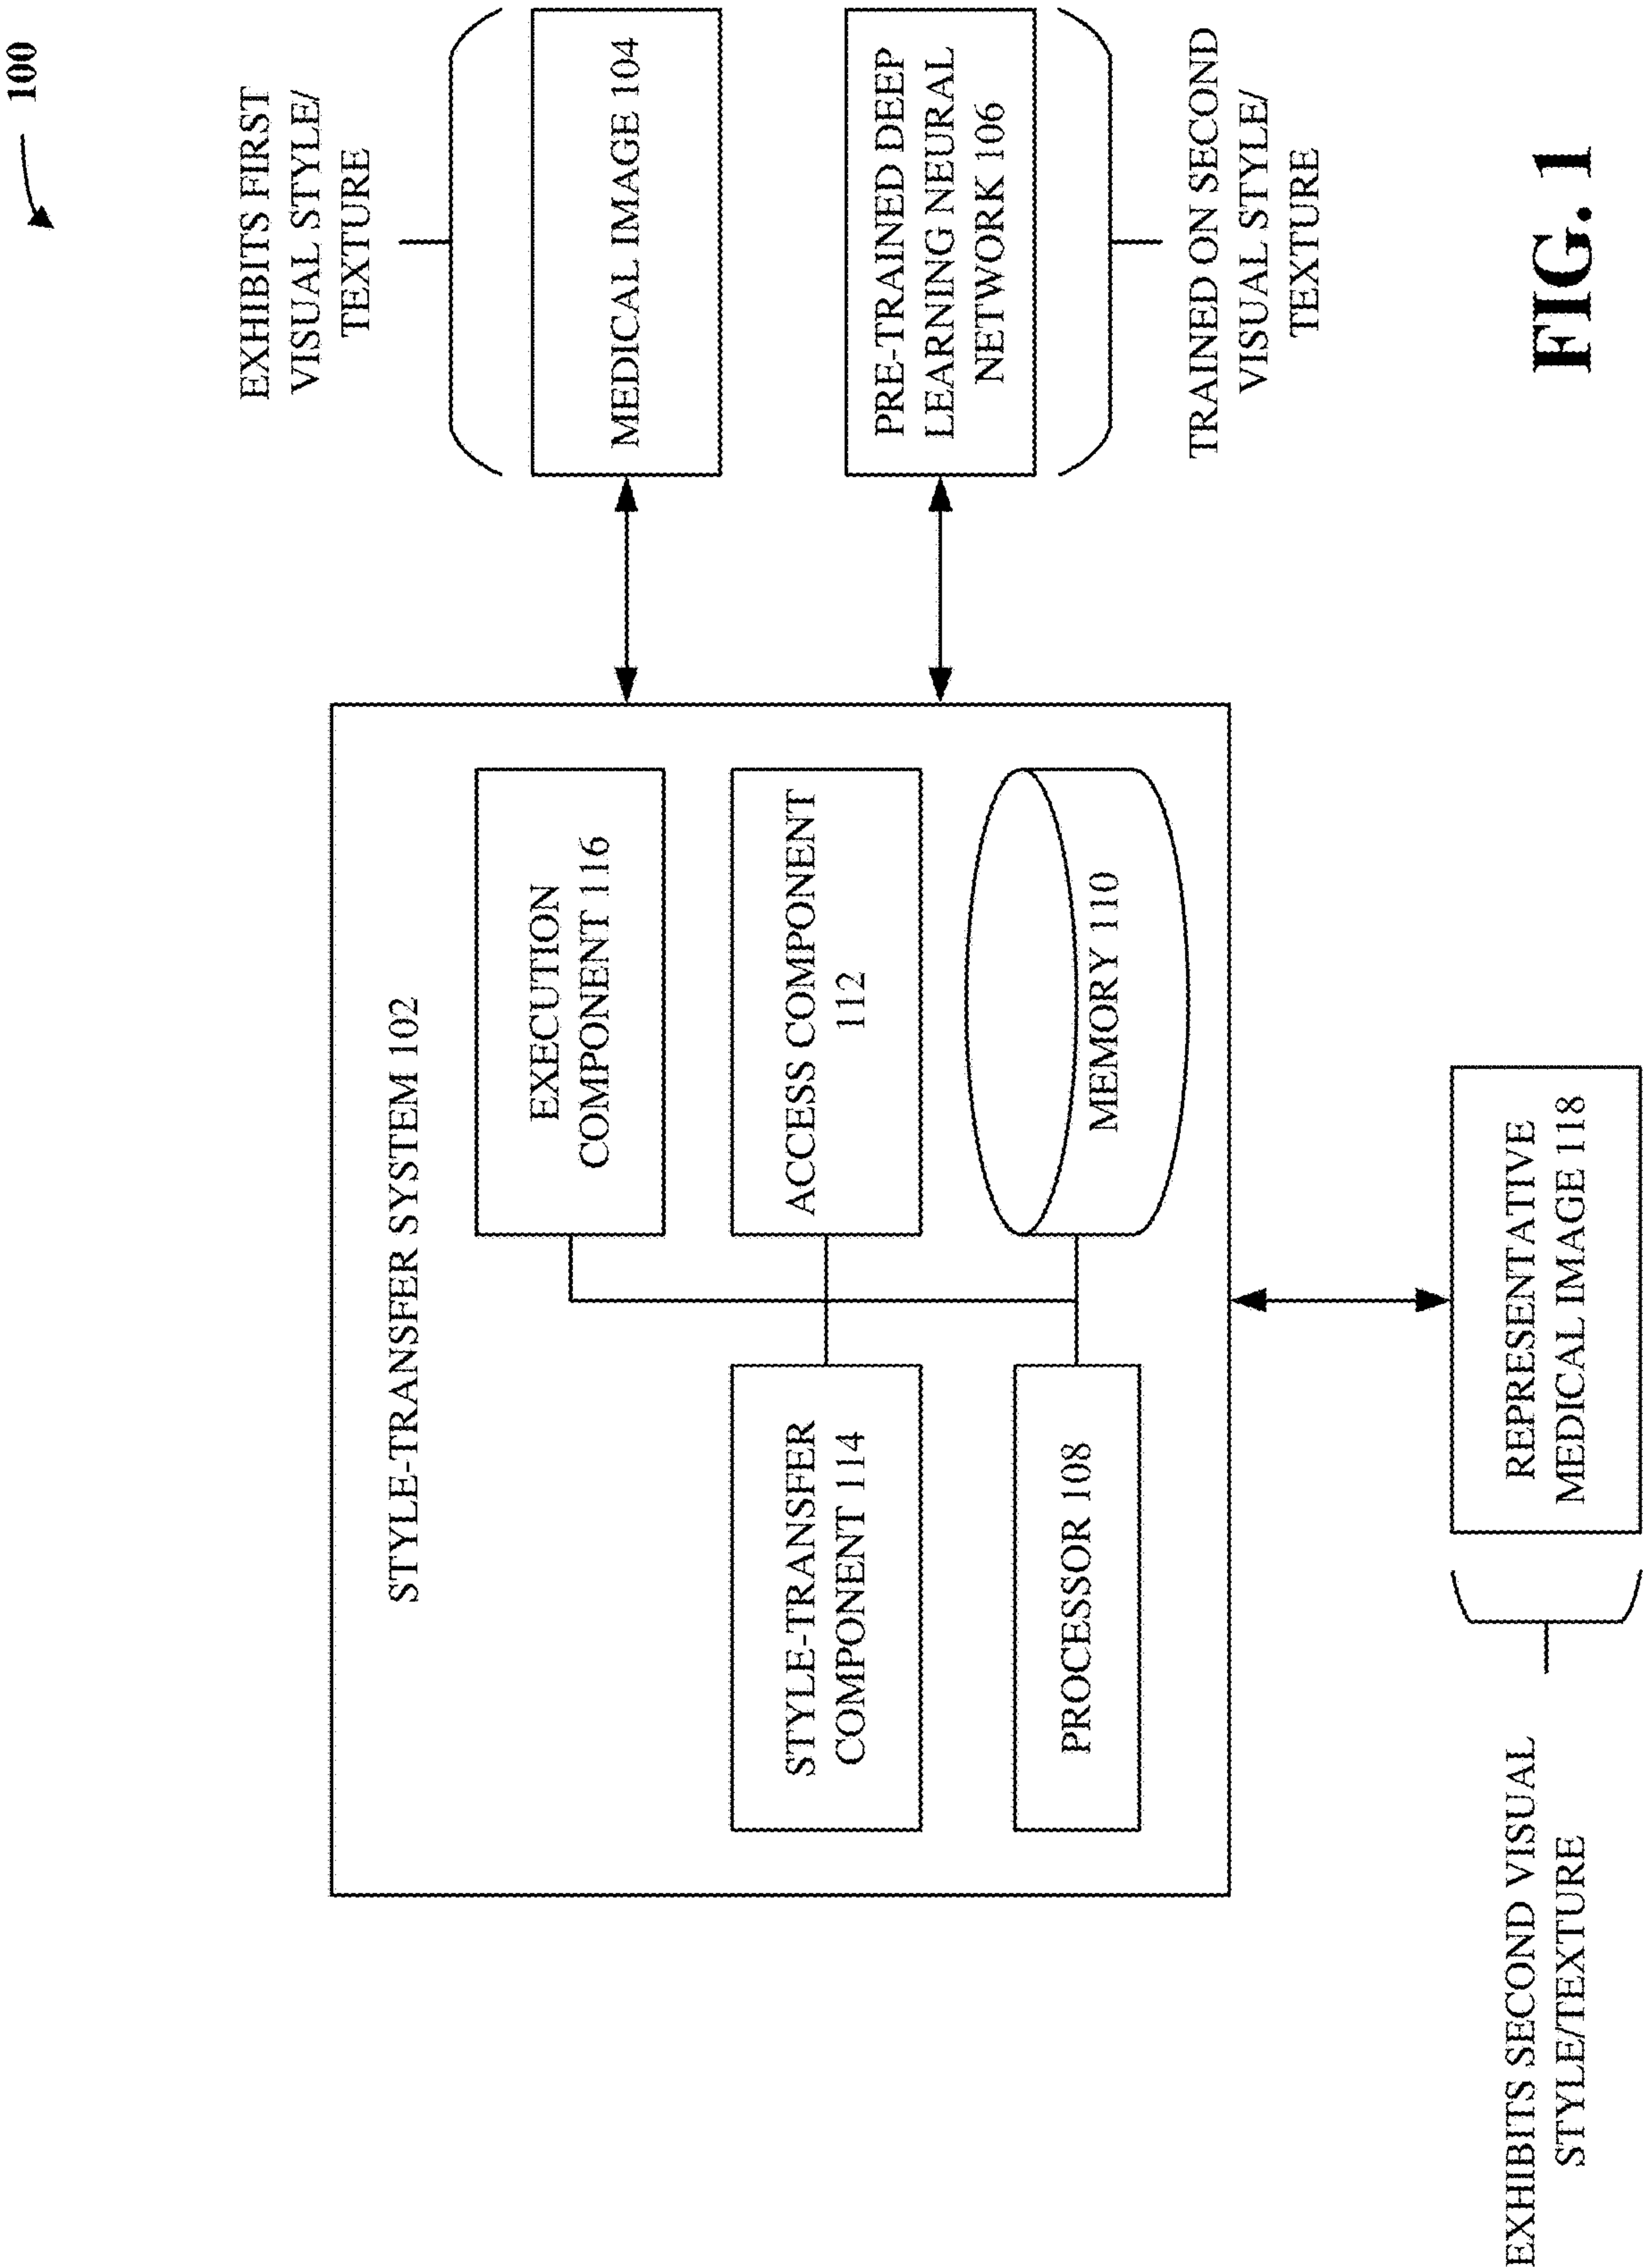 100
STYLE-TRANSFER SYSTEM 102
STYLE-TRANSFER
COMPONENT 114
EXECUTION
COMPONENT 116
ACCESS COMPONENT
112
PROCESSOR 108
MEMORY 110
EXHIBITS FIRST
VISUAL STYLE/
TEXTURE
MEDICAL IMAGE 104
PRE-TRAINED DEEP
LEARNING NEURAL
NETWORK 106
TRAINED ON SECOND
VISUAL STYLE/
TEXTURE
EXHIBITS SECOND VISUAL
STYLE/TEXTURE
REPRESENTATIVE
MEDICAL IMAGE 118
FIG. 1